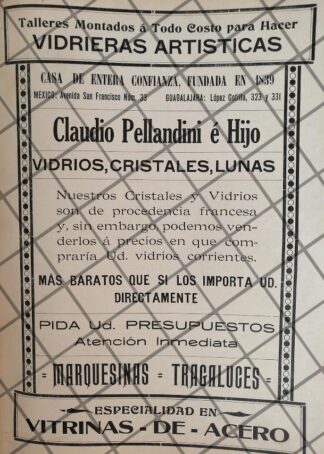 Talleres Montados á Todo Costo para Hacer
VIDRIERAS ARTISTICAS
CASA DE ENTERA CONFIANZA, FUNDADA EN 1839
MEXICO: Avenida San Francisco Núm. 33 GUADALAJARA: López Cotilla, 323 y 331
Claudio Pellandini é Hijo
VIDRIOS, CRISTALES, LUNAS
Nuestros Cristales y Vidrios
son de procedencia francesa
y, sin embargo, podemos ven-
derlos á precios en que com-
praría Ud. vidrios corrientes.
MÁS BARATOS QUE SI LOS IMPORTA UD.
DIRECTAMENTE
PIDA Ud. PRESUPUESTOS
Atención Inmediata
= MARQUESINAS - TRAGALUCES =
ESPECIALIDAD EN
VITRINAS - DE - ACERO